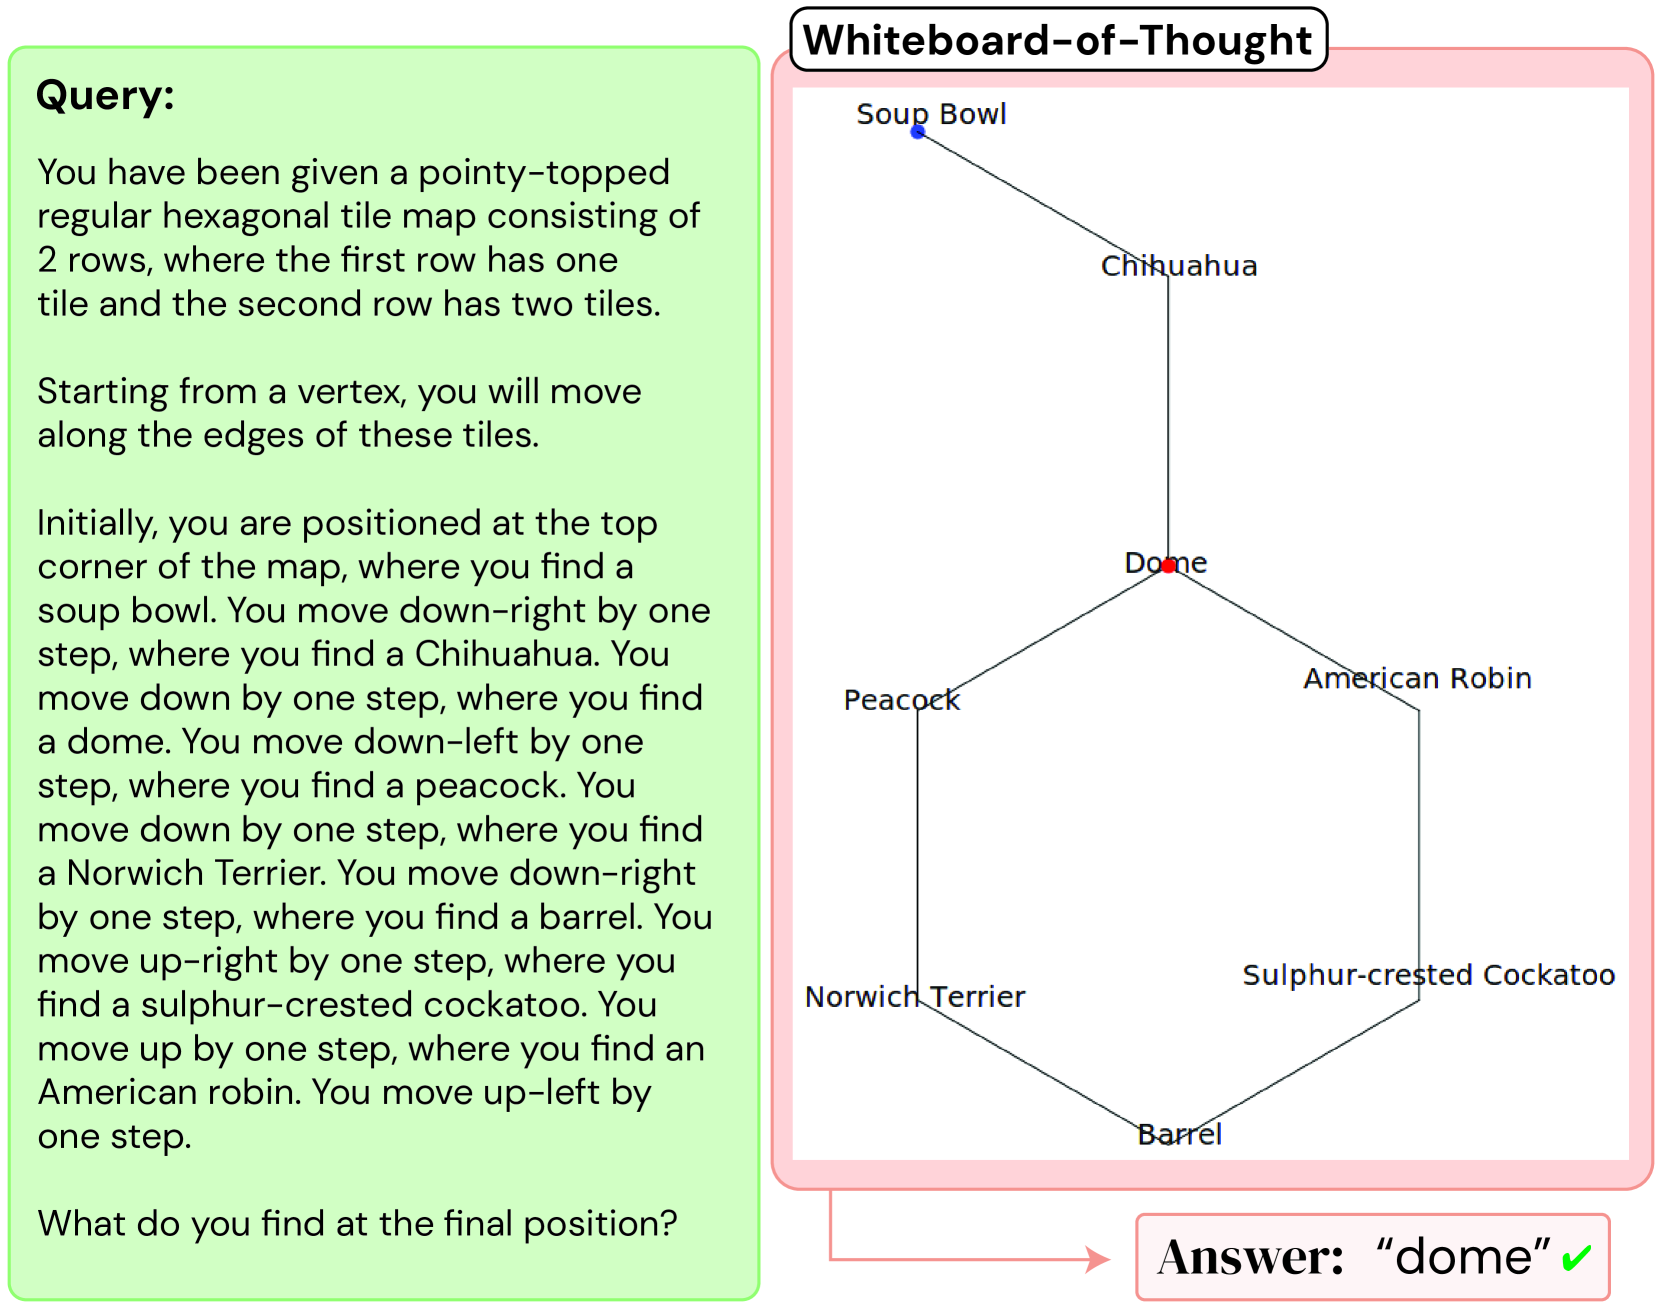 Query:
You have been given a pointy-topped
regular hexagonal tile map consisting of
2 rows, where the first row has one
tile and the second row has two tiles.
Starting from a vertex, you will move
along the edges of these tiles.
Initially, you are positioned at the top
corner of the map, where you find a
soup bowl. You move down-right by one
step, where you find a Chihuahua. You
move down by one step, where you find
a dome. You move down-left by one
step, where you find a peacock. You
move down by one step, where you find
a Norwich Terrier. You move down-right
by one step, where you find a barrel. You
move up-right by one step, where you
find a sulphur-crested cockatoo. You
move up by one step, where you find an
American robin. You move up-left by
one step.
What do you find at the final position?
Whiteboard-of-Thought
Soup Bowl
Chihuahua
Dome
American Robin
Peacock
Sulphur-crested Cockatoo
Norwich Terrier
Barrel
Answer: “dome” ✔